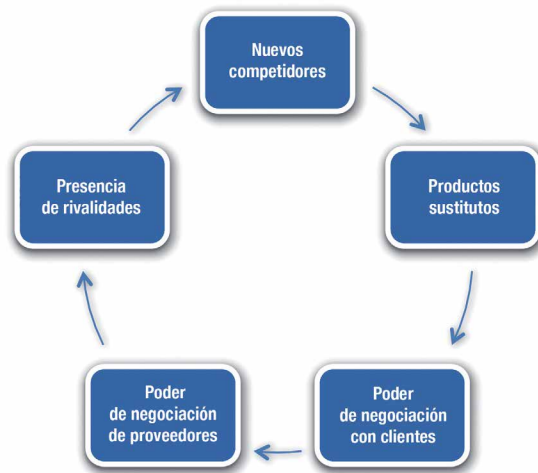 Nuevos
competidores
Productos
sustitutos
Poder
de negociación
con clientes
Poder
de negociación
de proveedores
Presencia
de rivalidades